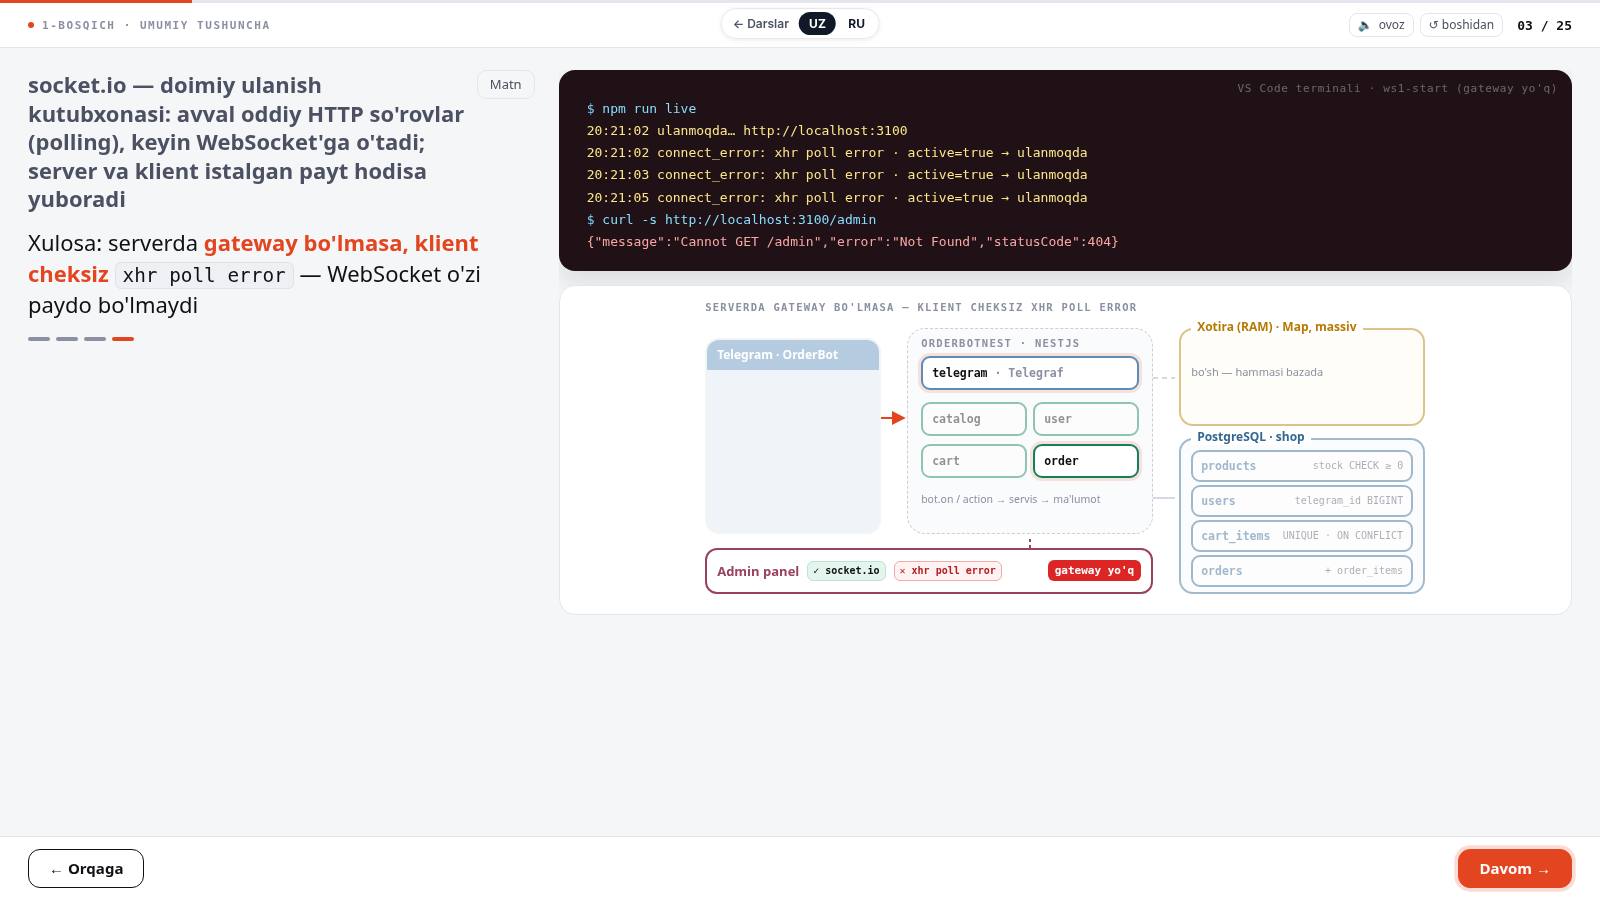 1-BOSQICH · UMUMIY TUSHUNCHA
← Darslar UZ RU
🔈 ovoz
↺ boshidan
03 / 25
socket.io — doimiy ulanish
kutubxonasi: avval oddiy HTTP so'rovlar
(polling), keyin WebSocket'ga o'tadi;
server va klient istalgan payt hodisa
yuboradi
Matn
Xulosa: serverda gateway bo'lmasa, klient
cheksiz xhr poll error — WebSocket o'zi
paydo bo'lmaydi
VS Code terminali · ws1-start (gateway yo'q)
$ npm run live
20:21:02 ulanmoqda… http://localhost:3100
20:21:02 connect_error: xhr poll error · active=true → ulanmoqda
20:21:03 connect_error: xhr poll error · active=true → ulanmoqda
20:21:05 connect_error: xhr poll error · active=true → ulanmoqda
$ curl -s http://localhost:3100/admin
{"message":"Cannot GET /admin","error":"Not Found","statusCode":404}
SERVERDA GATEWAY BO'LMASA — KLIENT CHEKSIZ XHR POLL ERROR
Telegram · OrderBot
ORDERBOTNEST · NESTJS
telegram · Telegraf
catalog
user
cart
order
bot.on / action → servis → ma'lumot
Xotira (RAM) · Map, massiv
bo'sh — hammasi bazada
PostgreSQL · shop
products stock CHECK ≥ 0
users telegram_id BIGINT
cart_items UNIQUE · ON CONFLICT
orders + order_items
Admin panel ✓ socket.io ✕ xhr poll error gateway yo'q
← Orqaga
Davom →